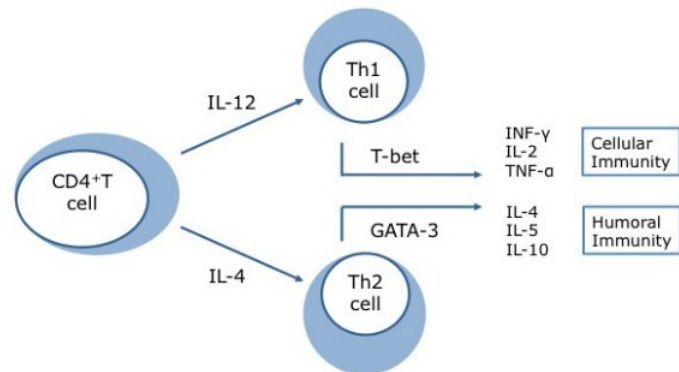 Th1
cell
IL-12
CD4+T
cell
T-bet
INF-γ
IL-2
TNF-α
Cellular
Immunity
GATA-3
IL-4
IL-5
IL-10
Humoral
Immunity
IL-4
Th2
cell